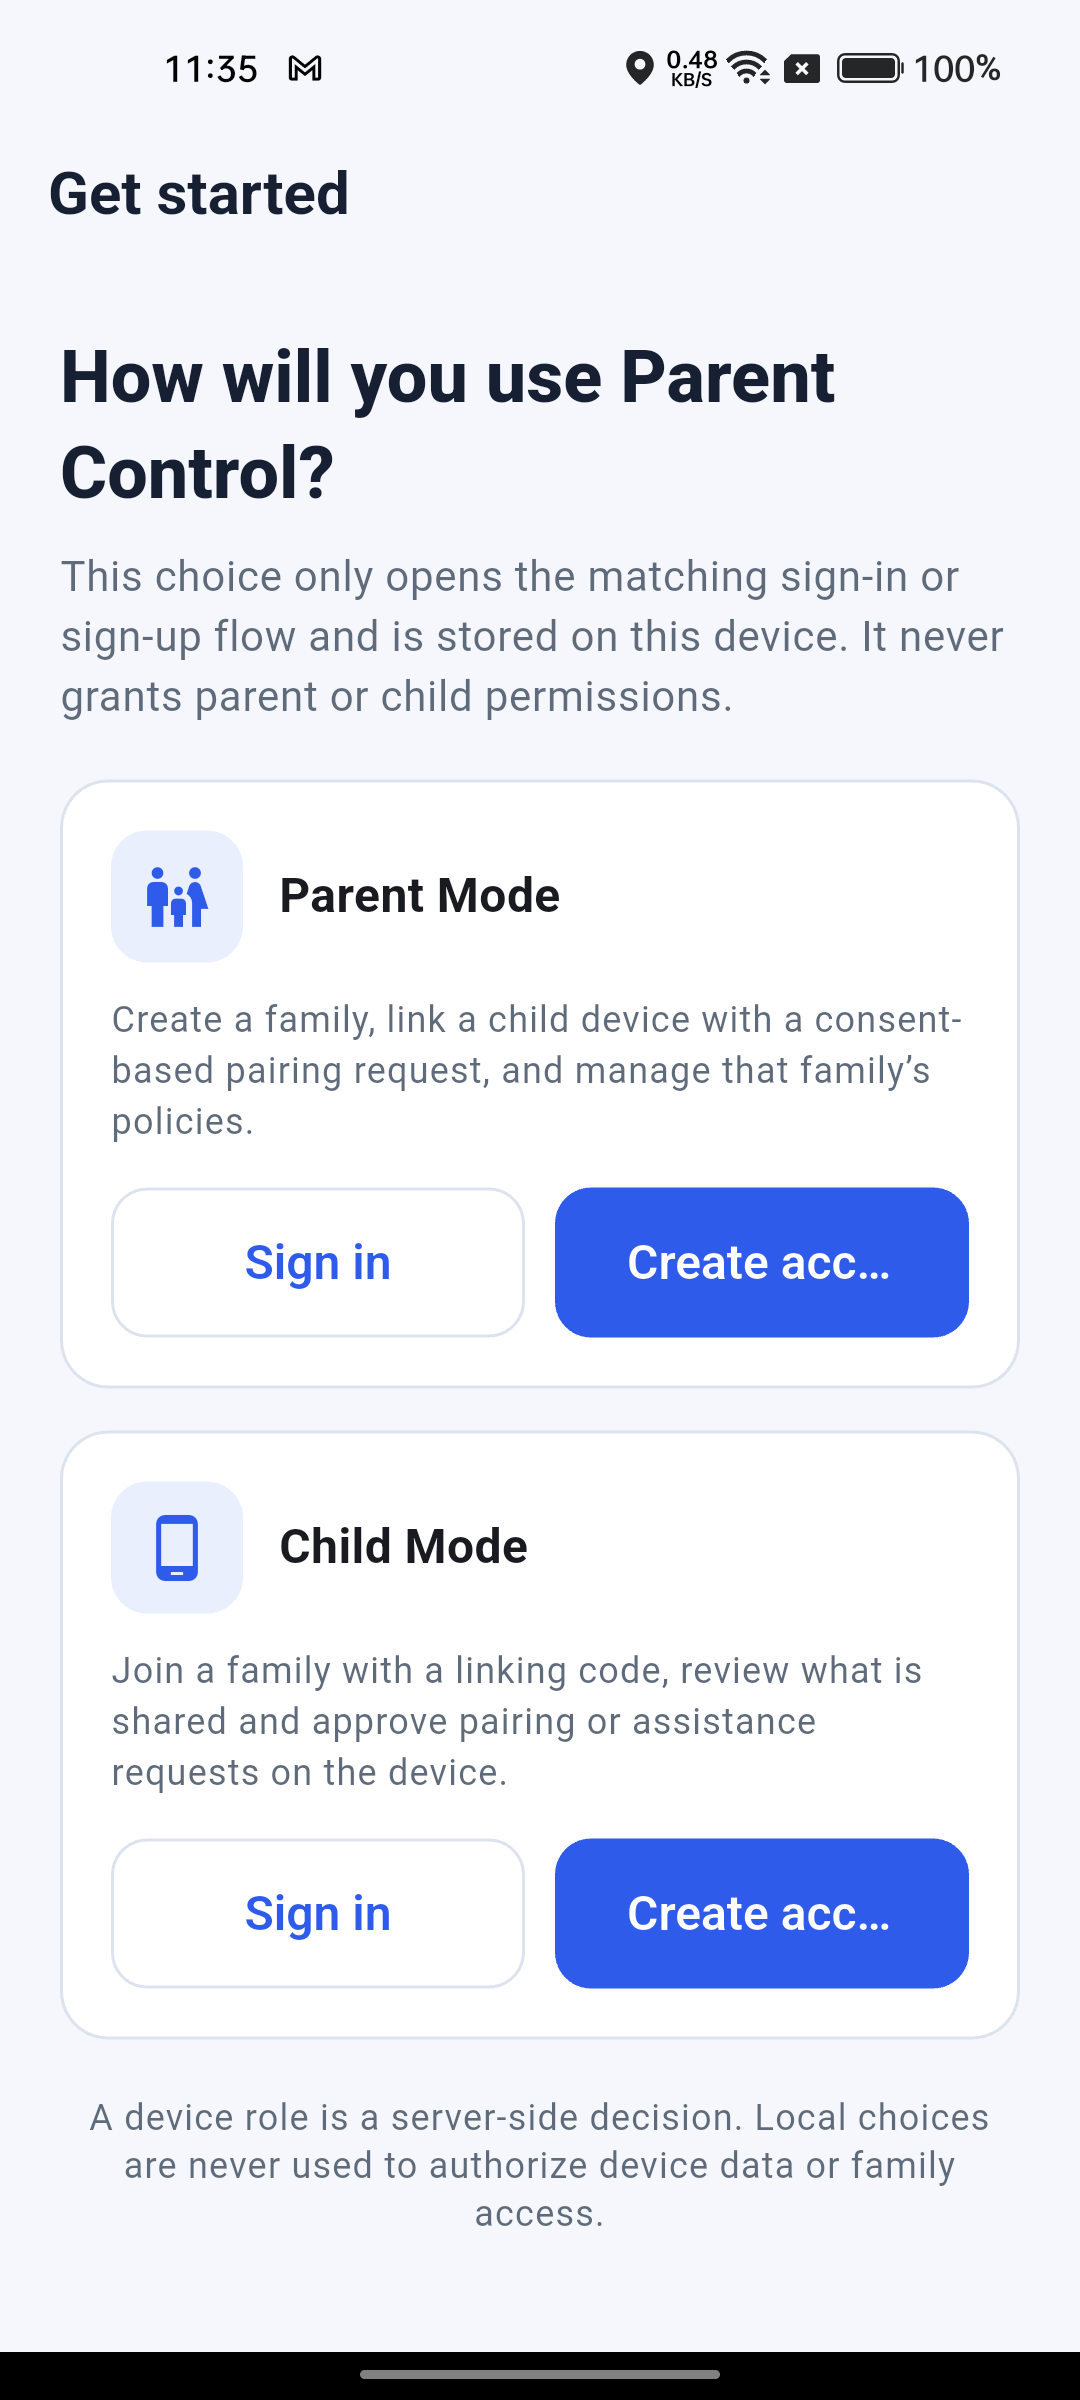 11:35
0.48
KB/S
100%
Get started
How will you use Parent
Control?
This choice only opens the matching sign-in or
sign-up flow and is stored on this device. It never
grants parent or child permissions.
Parent Mode
Create a family, link a child device with a consent-
based pairing request, and manage that family’s
policies.
Sign in
Create acc...
Child Mode
Join a family with a linking code, review what is
shared and approve pairing or assistance
requests on the device.
Sign in
Create acc...
A device role is a server-side decision. Local choices
are never used to authorize device data or family
access.